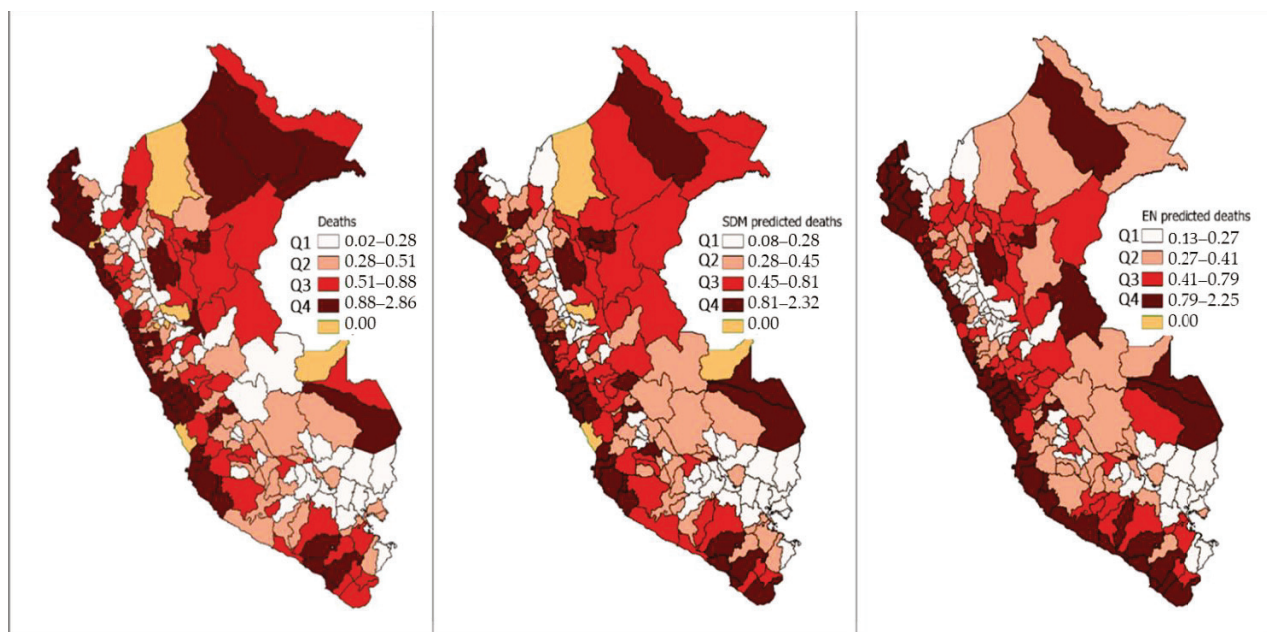 Deaths
Q1 0.02–0.28
Q2 0.28–0.51
Q3 0.51–0.88
Q4 0.88–2.86
0.00
SDM predicted deaths
Q1 0.08–0.28
Q2 0.28–0.45
Q3 0.45–0.81
Q4 0.81–2.32
0.00
EN predicted deaths
Q1 0.13–0.27
Q2 0.27–0.41
Q3 0.41–0.79
Q4 0.79–2.25
0.00